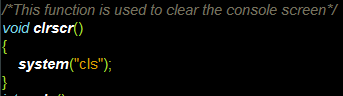 /*This function is used to clear the console screen*/
void clrscr()
{
    system("cls");
}